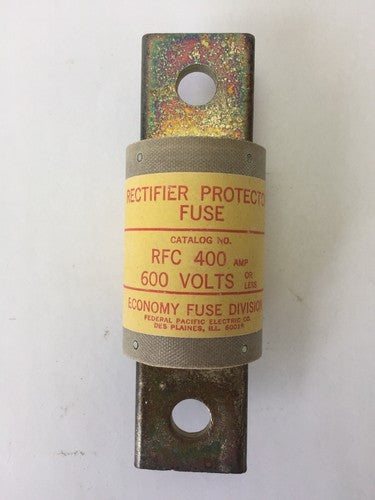 RECTIFIER PROTECTOR
FUSE
CATALOG NO.
RFC 400 AMP
600 VOLTS OR LESS
ECONOMY FUSE DIVISION
FEDERAL PACIFIC ELECTRIC CO.
DES PLAINES, ILL. 60018